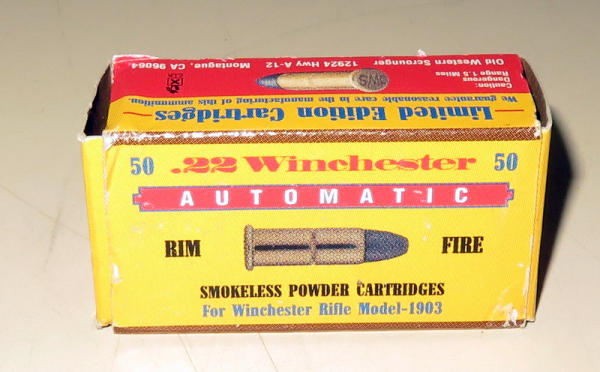 Old Western Scrounger
12924 Hwy A-12
Montague, CA 96064
Caution:
Dangerous
Range 1.5 Miles
We guarantee reasonable care in the manufacturing of this ammunition.
Limited Edition Cartridges
50 .22 Winchester 50
AUTOMATIC
RIM FIRE
SMOKELESS POWDER CARTRIDGES
For Winchester Rifle Model-1903